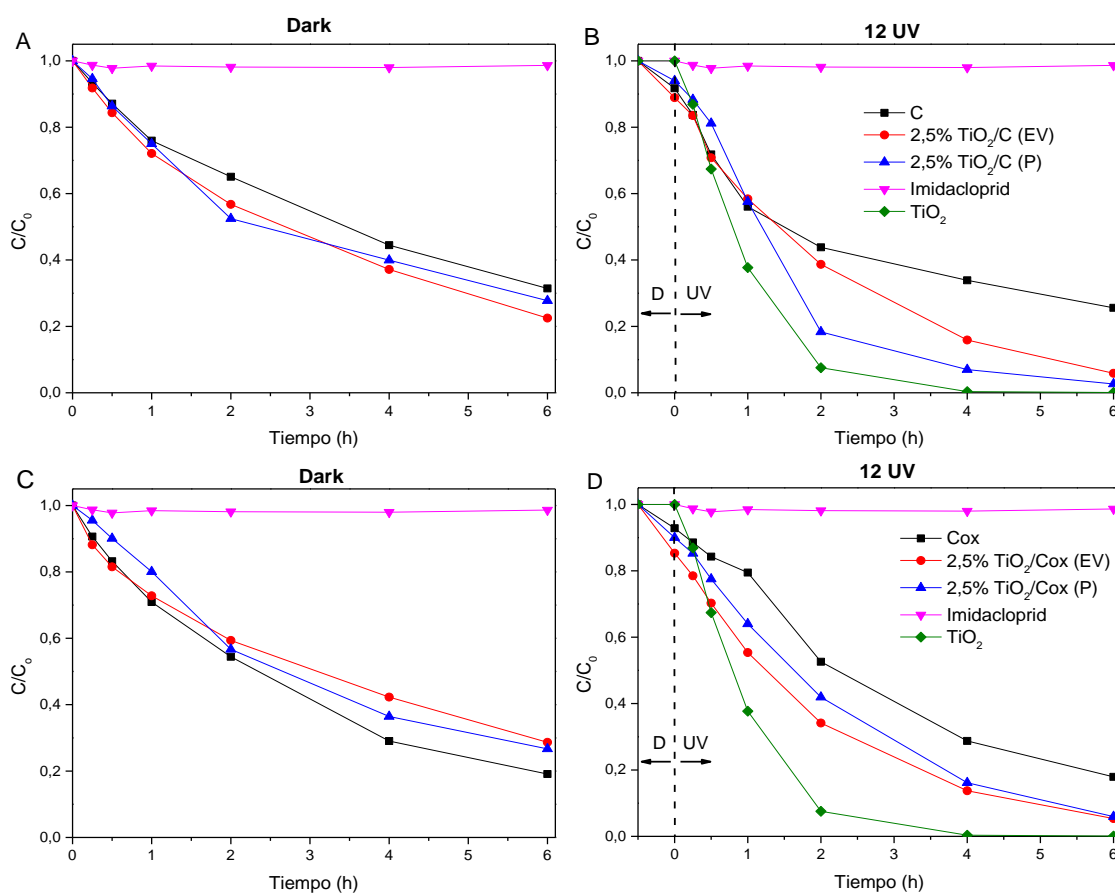 A
Dark
1,0
0,8
0,6
0,4
0,2
0,0
C/C0
0 1 2 3 4 5 6
Tiempo (h)
B
12 UV
1,0
0,8
0,6
0,4
0,2
0,0
C/C0
C
2,5% TiO2/C (EV)
2,5% TiO2/C (P)
Imidacloprid
TiO2
D UV
0 1 2 3 4 5 6
Tiempo (h)
C
Dark
1,0
0,8
0,6
0,4
0,2
0,0
C/Co
0 1 2 3 4 5 6
Tiempo (h)
D
12 UV
1,0
0,8
0,6
0,4
0,2
0,0
C/C0
Cox
2,5% TiO2/Cox (EV)
2,5% TiO2/Cox (P)
Imidacloprid
TiO2
D UV
0 1 2 3 4 5 6
Tiempo (h)